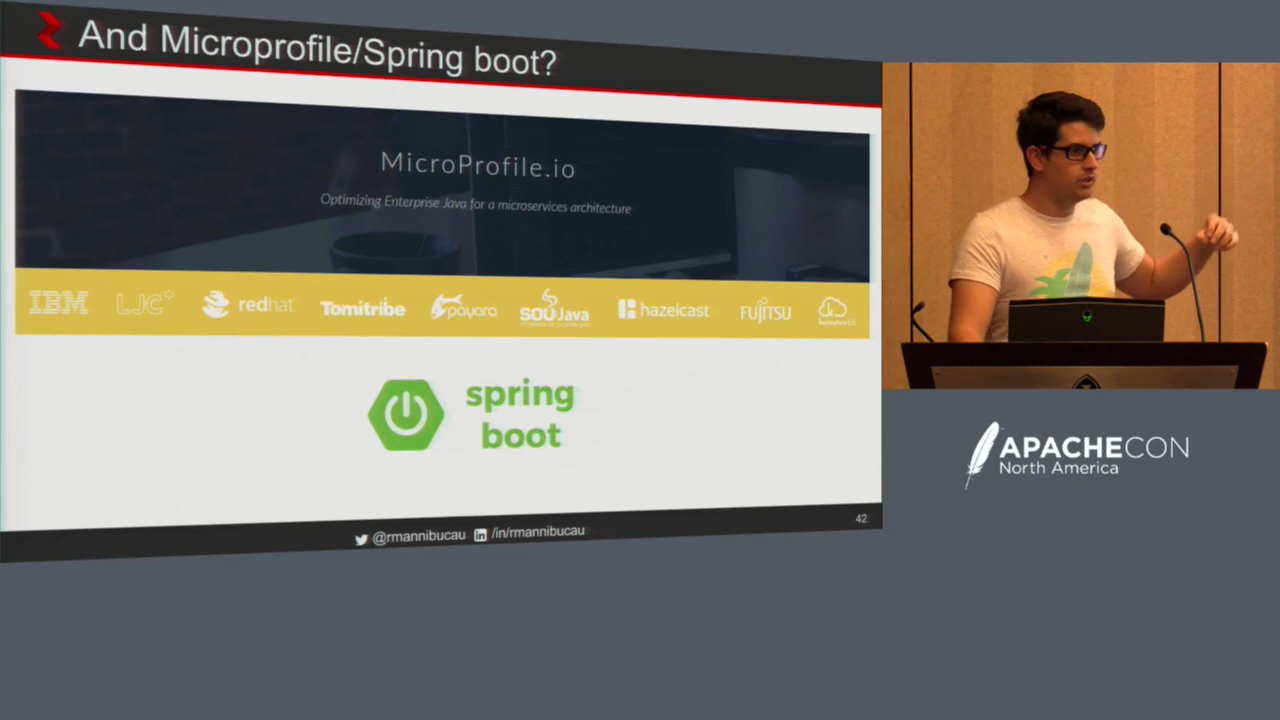 And Microprofile/Spring boot?
MicroProfile.io
Optimizing Enterprise Java for a microservices architecture
IBM
LJC
redhat
Tomitribe
payara
SOUJava
hazelcast
FUJITSU
spring
boot
@rmannibucau
in
/in/rmannibucau
42
APACHECON
North America